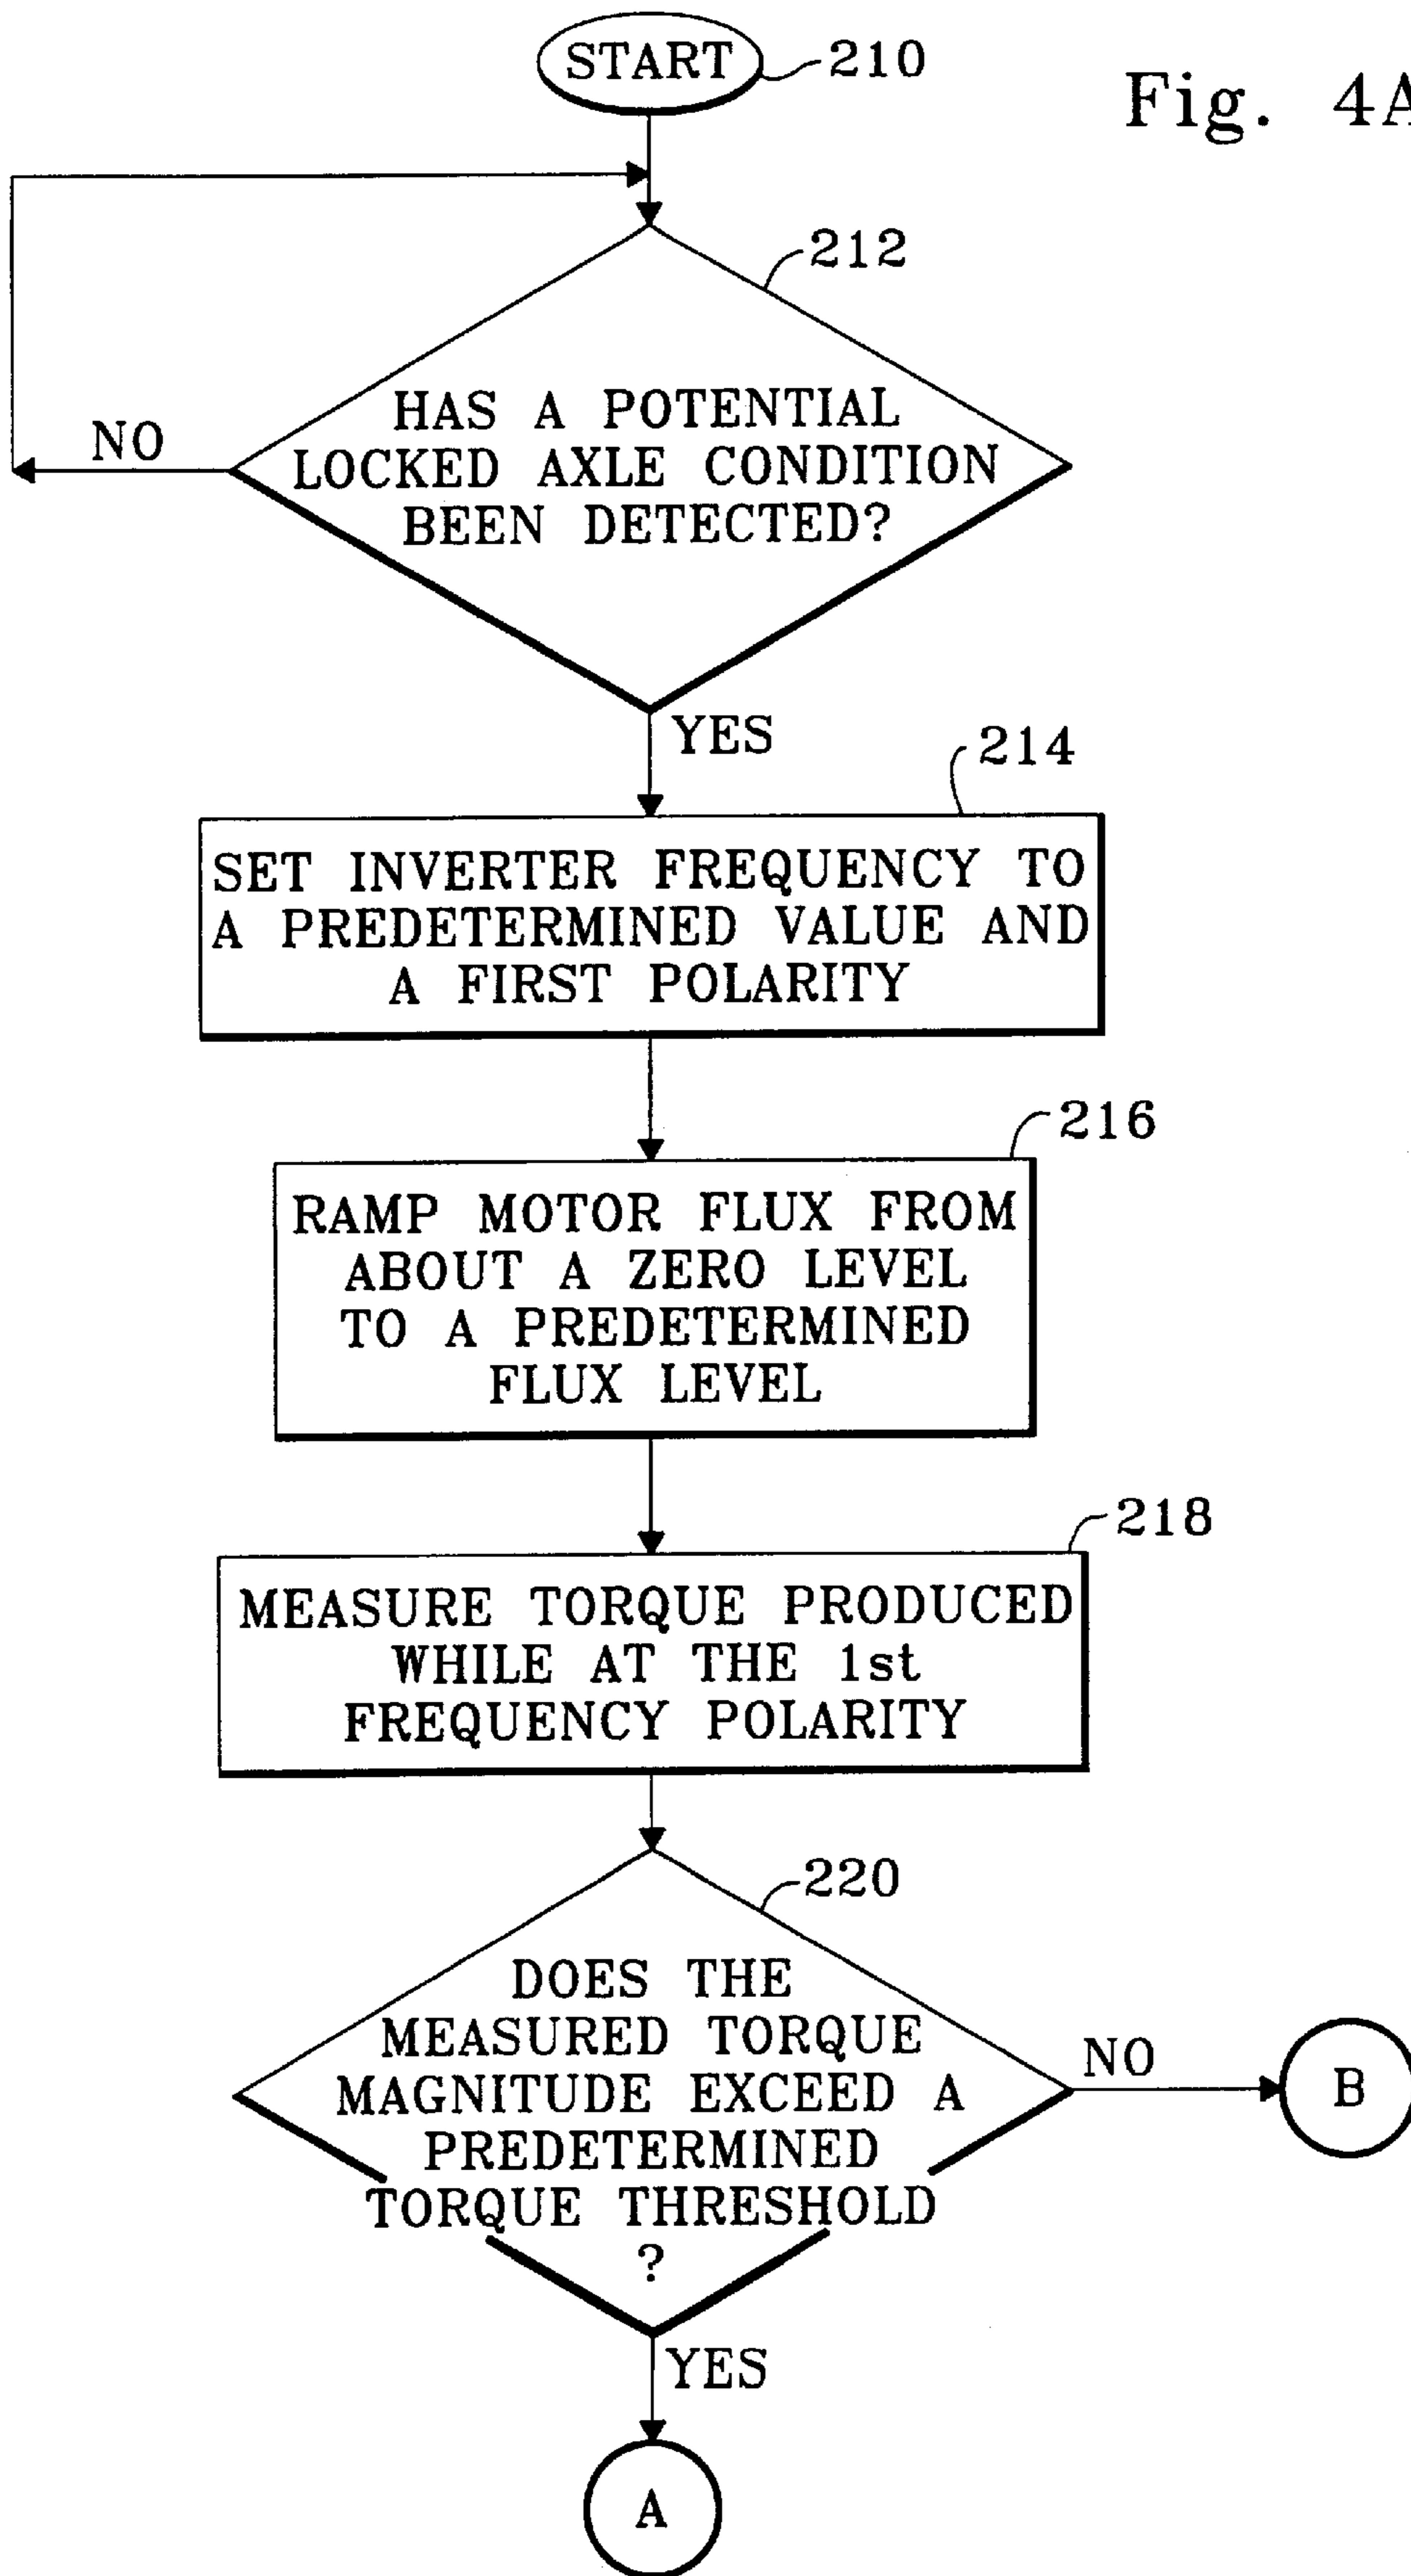 START
210
Fig. 4A
212
HAS A POTENTIAL
LOCKED AXLE CONDITION
BEEN DETECTED?
NO
YES
214
SET INVERTER FREQUENCY TO
A PREDETERMINED VALUE AND
A FIRST POLARITY
216
RAMP MOTOR FLUX FROM
ABOUT A ZERO LEVEL
TO A PREDETERMINED
FLUX LEVEL
218
MEASURE TORQUE PRODUCED
WHILE AT THE 1st
FREQUENCY POLARITY
220
DOES THE
MEASURED TORQUE
MAGNITUDE EXCEED A
PREDETERMINED
TORQUE THRESHOLD
?
NO
B
YES
A